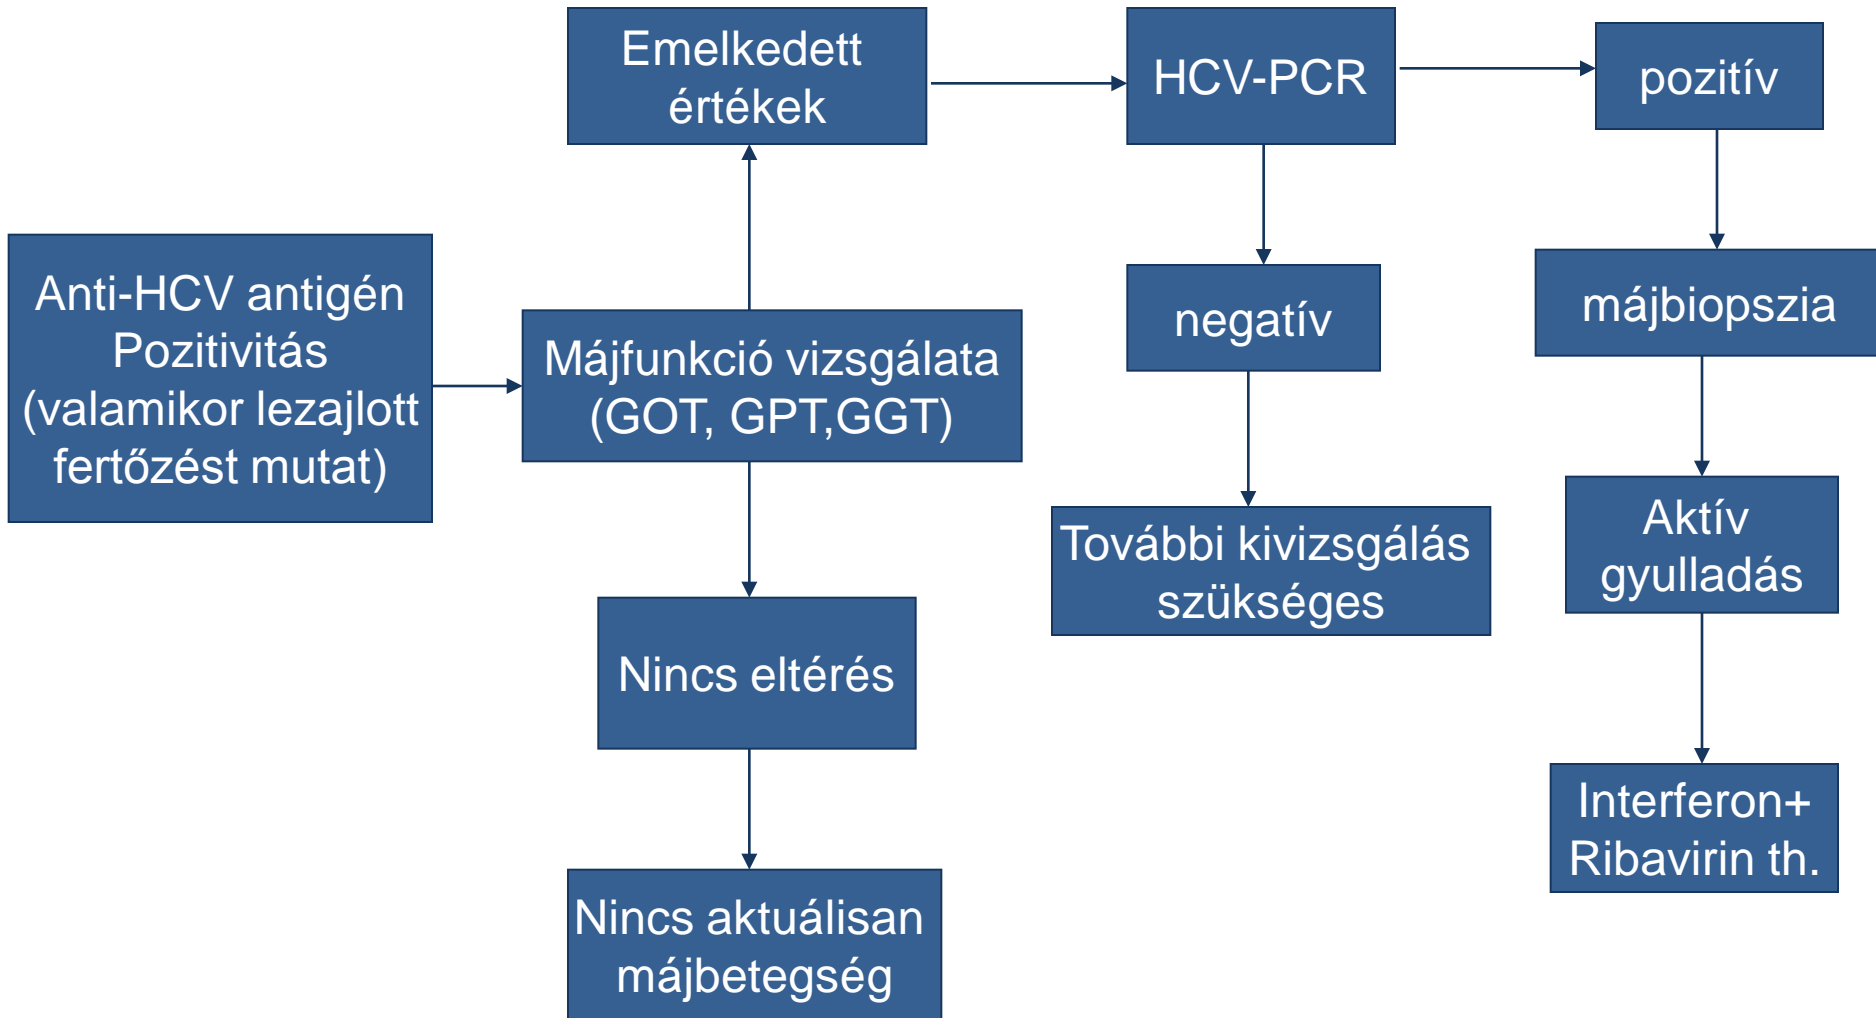 Anti-HCV antigén
Pozitivitás
(valamikor lezajlott
fertőzést mutat)
Májfunkció vizsgálata
(GOT, GPT,GGT)
Emelkedett
értékek
HCV-PCR
pozitív
májbiopszia
Aktív
gyulladás
Interferon+
Ribavirin th.
negatív
További kivizsgálás
szükséges
Nincs eltérés
Nincs aktuálisan
májbetegség